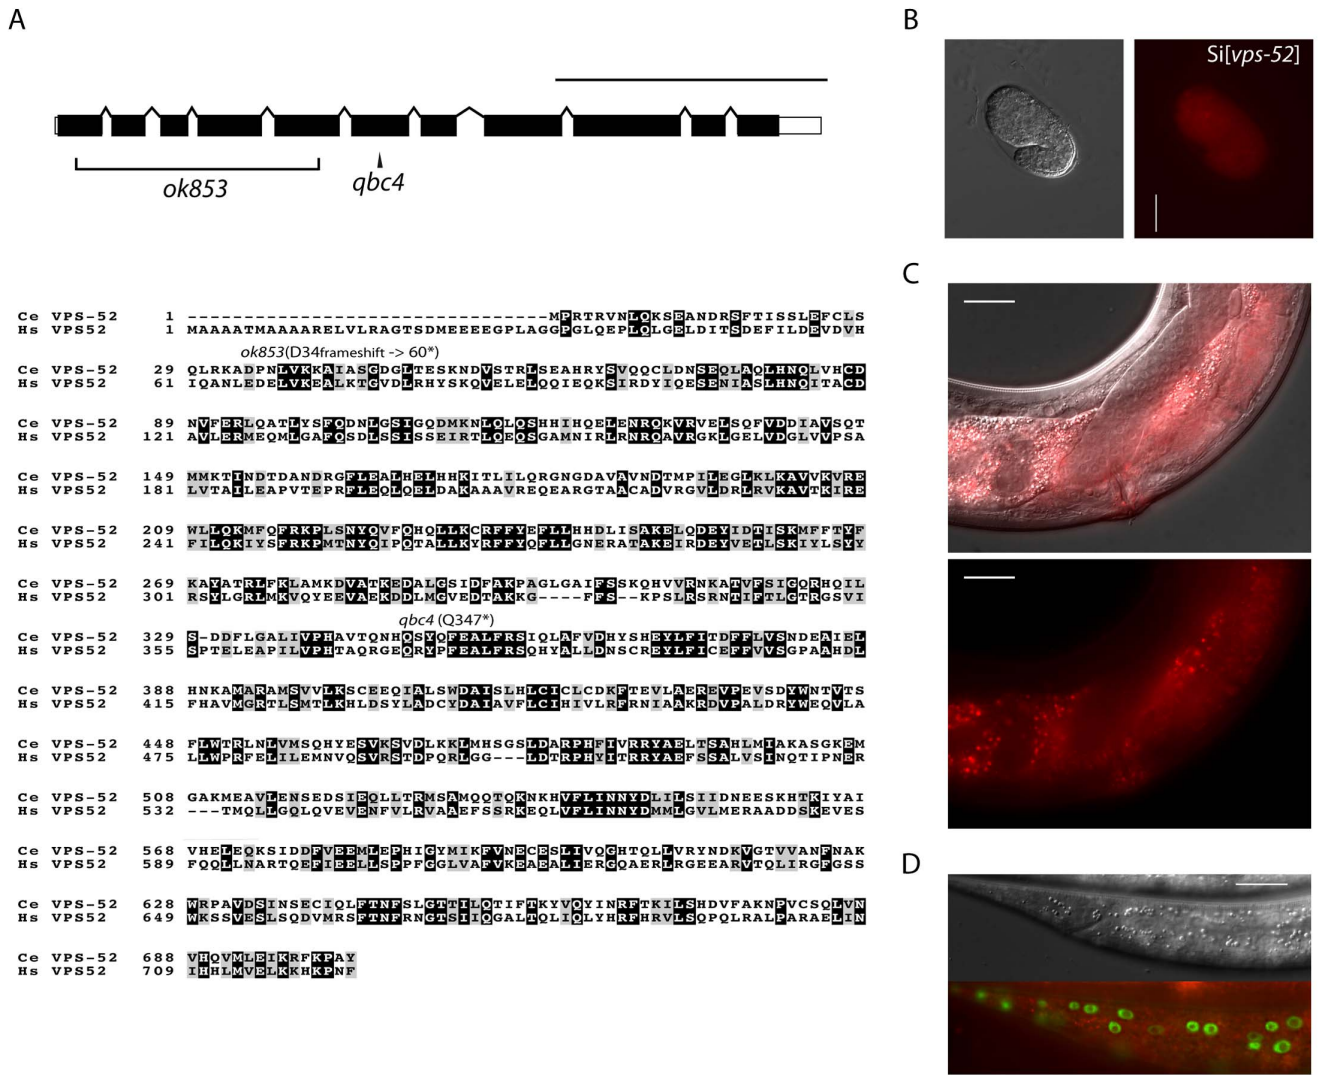 A
B
Si[vps-52]
ok853
qbc4
C
Ce VPS-52 1 --------------------------------MPRTRVNLQKSEANDRSFTISSLEFCLS
Hs VPS52 1 MAAAATMAAAARELVLRAGTSDMEEEEGPLAGGPGLQEPLQLGELDITSDEFILDEVDVH
ok853(D34frameshift -> 60*)
Ce VPS-52 29 QLRKADPNLVKKAIASGDGLTESKNDVSTRLSEAHRYSVQQCLDNSEQLAQLHNQLVHCD
Hs VPS52 61 IQANLEDELVKEALKTGVDLRHYSKQVELELQQIEQKSIRDYIQESENIASLHNQITACD
Ce VPS-52 89 NVFERLQATLYSFQDNLGSIGQDMKNLQLQSHHIHQELENRQKVRVELSQFVDDIAVSQT
Hs VPS52 121 AVLERMEQMLGAFQSDLSSISSEIRTLQEQSGAMNIRLRNRQAVRGKLGELVDGLVVPSA
Ce VPS-52 149 MMKTINDTDANDRGFLEALHELHHKITLILQRGNGDAVAVNDTMPILEGLKLKAVVKVRE
Hs VPS52 181 LVTAILEAPVTEPRFLEQLQELDAKAAAVREQEARGTAACADVRGVLDRLRVKAVTKIRE
Ce VPS-52 209 WLLQKMFQFRKPLSNYQVFQHQLLKCRFFYEFLLHHDLISAKELQDEYIDTISKMFFTYF
Hs VPS52 241 FILQKIYSFRKPMTNYQIPQTALLKYRFFYQFLLGNERATAKEIRDEYVETLSKIYLSYY
Ce VPS-52 269 KAYATRLFKLAMKDVATKEDALGSIDFAKPAGLGAIFSSKQHVVRNKATVFSIGQRHQIL
Hs VPS52 301 RSYLGRLMKVQYEEVAEKDDLMGVEDTAKKG----FFS--KPSLRSRNTIFTLGTRGSVI
qbc4 (Q347*)
Ce VPS-52 329 S-DDFLGALIVPHAVTQNHQSYQFEALFRSIQLAFVDHYSHEYLFITDFFLVSNDEAIEL
Hs VPS52 355 SPTELEAPILVPHTAQRGEQRYPFEALFRSQHYALLDNSCREYLFICEFFVVSGPAAHDL
Ce VPS-52 388 HNKAMARAMSVVLKSCEEQIALSWDAISLHLCICLCDKFTEVLAEREVPEVSDYWNTVTS
Hs VPS52 415 FHAVMGRTLSMTLKHLDSYLADCYDAIAVFLCIHIVLRFRNIAAKRDVPALDRYWEQVLA
Ce VPS-52 448 FLWTRLNLVMSQHYESVKSVDLKKLMHSGSLDARPHFIVRRYAELTSAHLMIAKASGKEM
Hs VPS52 475 LLWPRFELILEMNVQSVRSTDPQRLGG---LDTRPHYITRRYAEFSSALVSINQTIPNER
Ce VPS-52 508 GAKMEAVLENSEDSIEQLLTRMSAMQQTQKNKHVFLINNYDLILSIIDNEESKHTKIYAI
Hs VPS52 532 ---TMQLLGQLQVEVENFVLRVAAEFSSRKEQLVFLINNYDMMLGVLMERAADDSKEVES
Ce VPS-52 568 VHELEQKSIDDFVEEMLEPHIGYMIKFVNECESLIVQGHTQLLVRYNDKVGTVVANFNAK
Hs VPS52 589 FQQLLNARTQEFIEELLSPPFGGLVAFVKEAEALIERGQAERLRGEEARVTQLIRGFGSS
Ce VPS-52 628 WRPAVDSINSECIQLFTNFSLGTTILQTIFTKYVQYINRFTKILSHDVFAKNPVCSQLVN
Hs VPS52 649 WKSSVESLSQDVMRSFTNFRNGTSIIQGALTQLIQLYHRFHRVLSQPQLRALPARAELIN
D
Ce VPS-52 688 VHQVMLEIKRFKPAY
Hs VPS52 709 IHHLMVELKKHKPNF